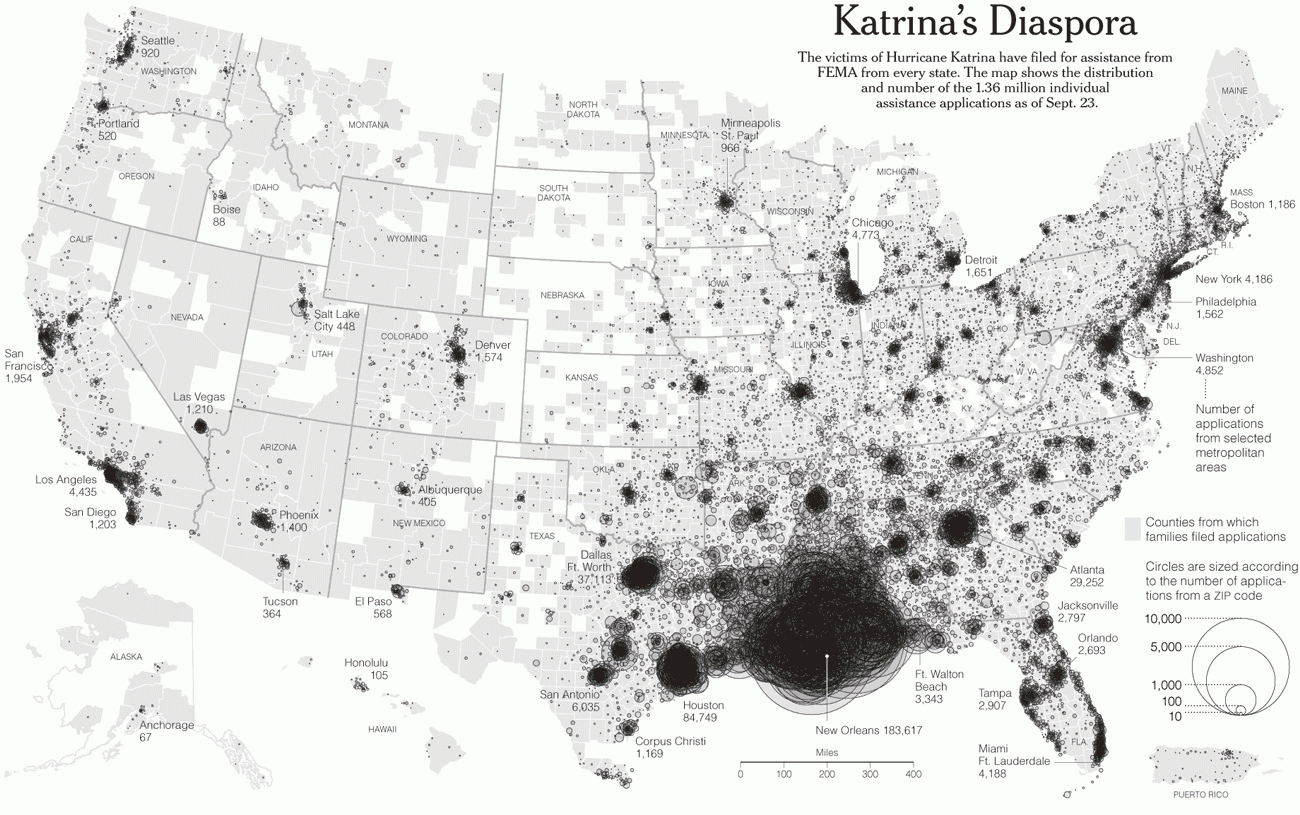 Katrina's Diaspora
The victims of Hurricane Katrina have filed for assistance from
FEMA from every state. The map shows the distribution
and number of the 1.36 million individual
assistance applications as of Sept. 23.
Seattle
920
WASHINGTON
Portland
520
OREGON
IDAHO
Boise
88
MONTANA
NORTH
DAKOTA
SOUTH
DAKOTA
MINNESOTA
Minneapolis
St. Paul
966
WISCONSIN
MICHIGAN
MAINE
VT.
N.H.
N.Y.
MASS.
Boston 1,186
R.I.
CT.
Chicago
4,773
Detroit
1,651
New York 4,186
PA.
Philadelphia
1,562
N.J.
DEL.
Washington
4,852
Number of
applications
from selected
metropolitan
areas
CALIF
NEVADA
WYOMING
NEBRASKA
IOWA
ILLINOIS
INDIANA
OHIO
W. VA.
VA.
KY.
Salt Lake
City 448
UTAH
COLORADO
Denver
1,574
KANSAS
MISSOURI
San
Francisco
1,954
Las Vegas
1,210
ARIZONA
Los Angeles
4,435
San Diego
1,203
Phoenix
1,400
Albuquerque
405
NEW MEXICO
OKLA.
ARK.
TEXAS
S.C.
Dallas
Ft. Worth
37,113
Tucson
364
El Paso
568
Atlanta
29,252
Jacksonville
2,797
Orlando
2,693
Tampa
2,907
FLA.
Miami
Ft. Lauderdale
4,188
Ft. Walton
Beach
3,343
New Orleans 183,617
Houston
84,749
San Antonio
6,035
Corpus Christi
1,169
Honolulu
105
HAWAII
ALASKA
Anchorage
67
Miles
0 100 200 300 400
Counties from which
families filed applications
Circles are sized according
to the number of applica-
tions from a ZIP code
10,000
5,000
1,000
100
10
PUERTO RICO